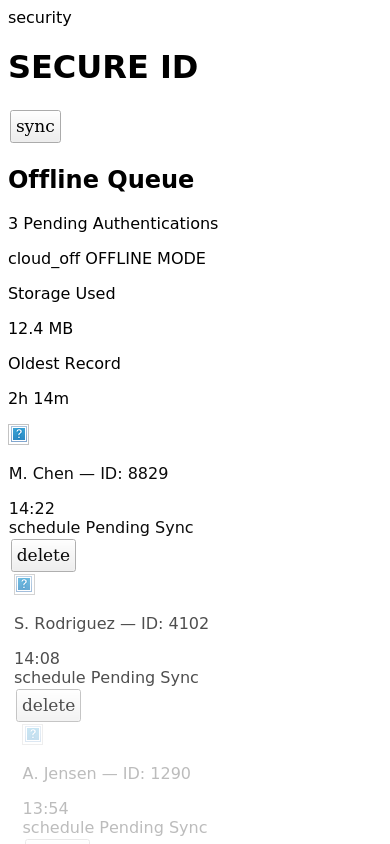 security
SECURE ID
sync
Offline Queue
3 Pending Authentications
cloud_off OFFLINE MODE
Storage Used
12.4 MB
Oldest Record
2h 14m
M. Chen — ID: 8829
14:22
schedule Pending Sync
delete
S. Rodriguez — ID: 4102
14:08
schedule Pending Sync
delete
A. Jensen — ID: 1290
13:54
schedule Pending Sync